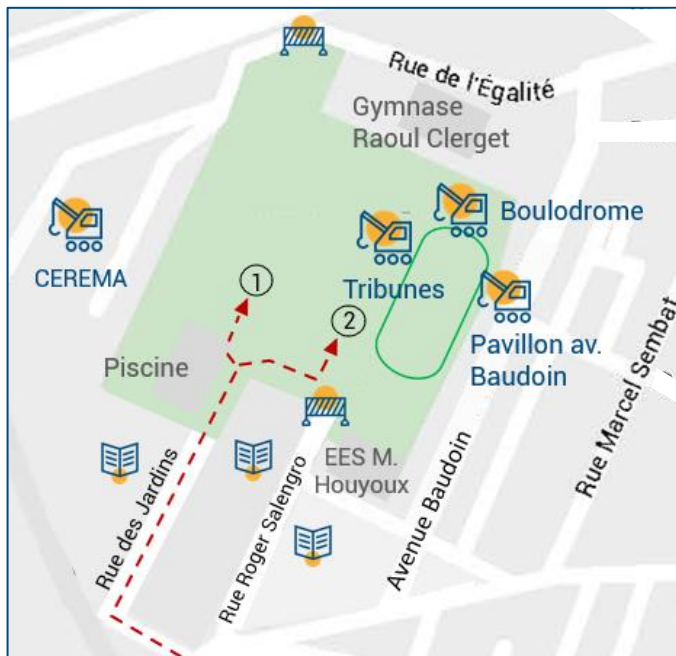 Rue de l'Égalité
Gymnase
Raoul Clerget
Boulodrome
CEREMA
Tribunes
1
2
Pavillon av.
Baudoin
Piscine
Rue Marcel Sembat
EES M.
Houyoux
Rue des Jardins
Rue Roger Salengro
Avenue Baudoin